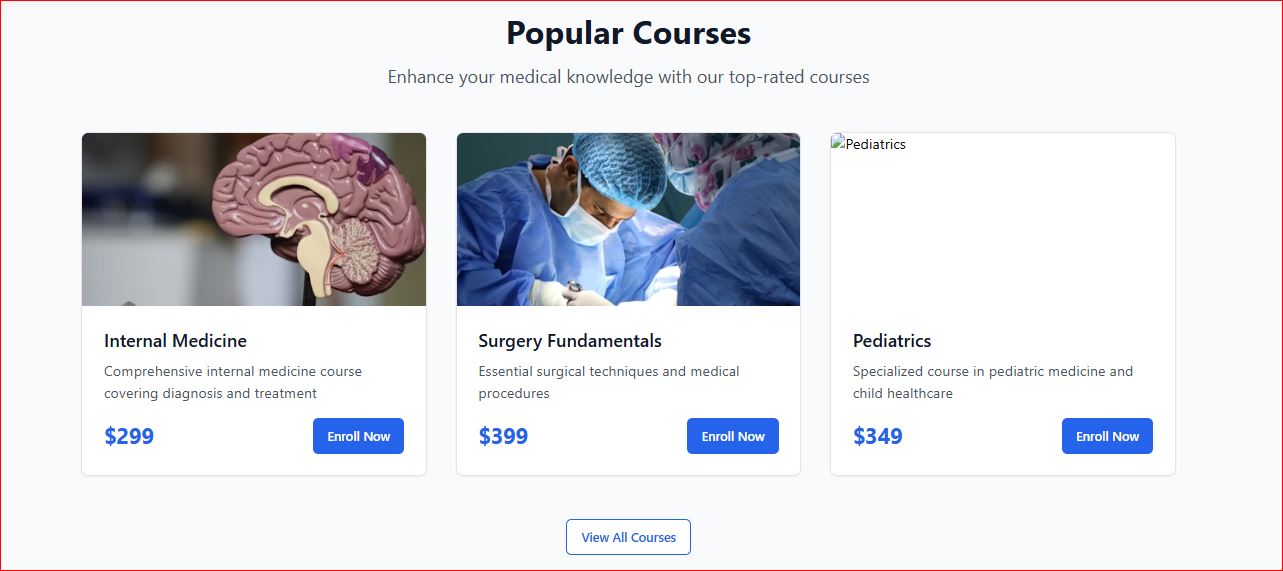 Popular Courses
Enhance your medical knowledge with our top-rated courses
Pediatrics
Internal Medicine
Comprehensive internal medicine course
covering diagnosis and treatment
$299
Enroll Now
Surgery Fundamentals
Essential surgical techniques and medical
procedures
$399
Enroll Now
Pediatrics
Specialized course in pediatric medicine and
child healthcare
$349
Enroll Now
View All Courses